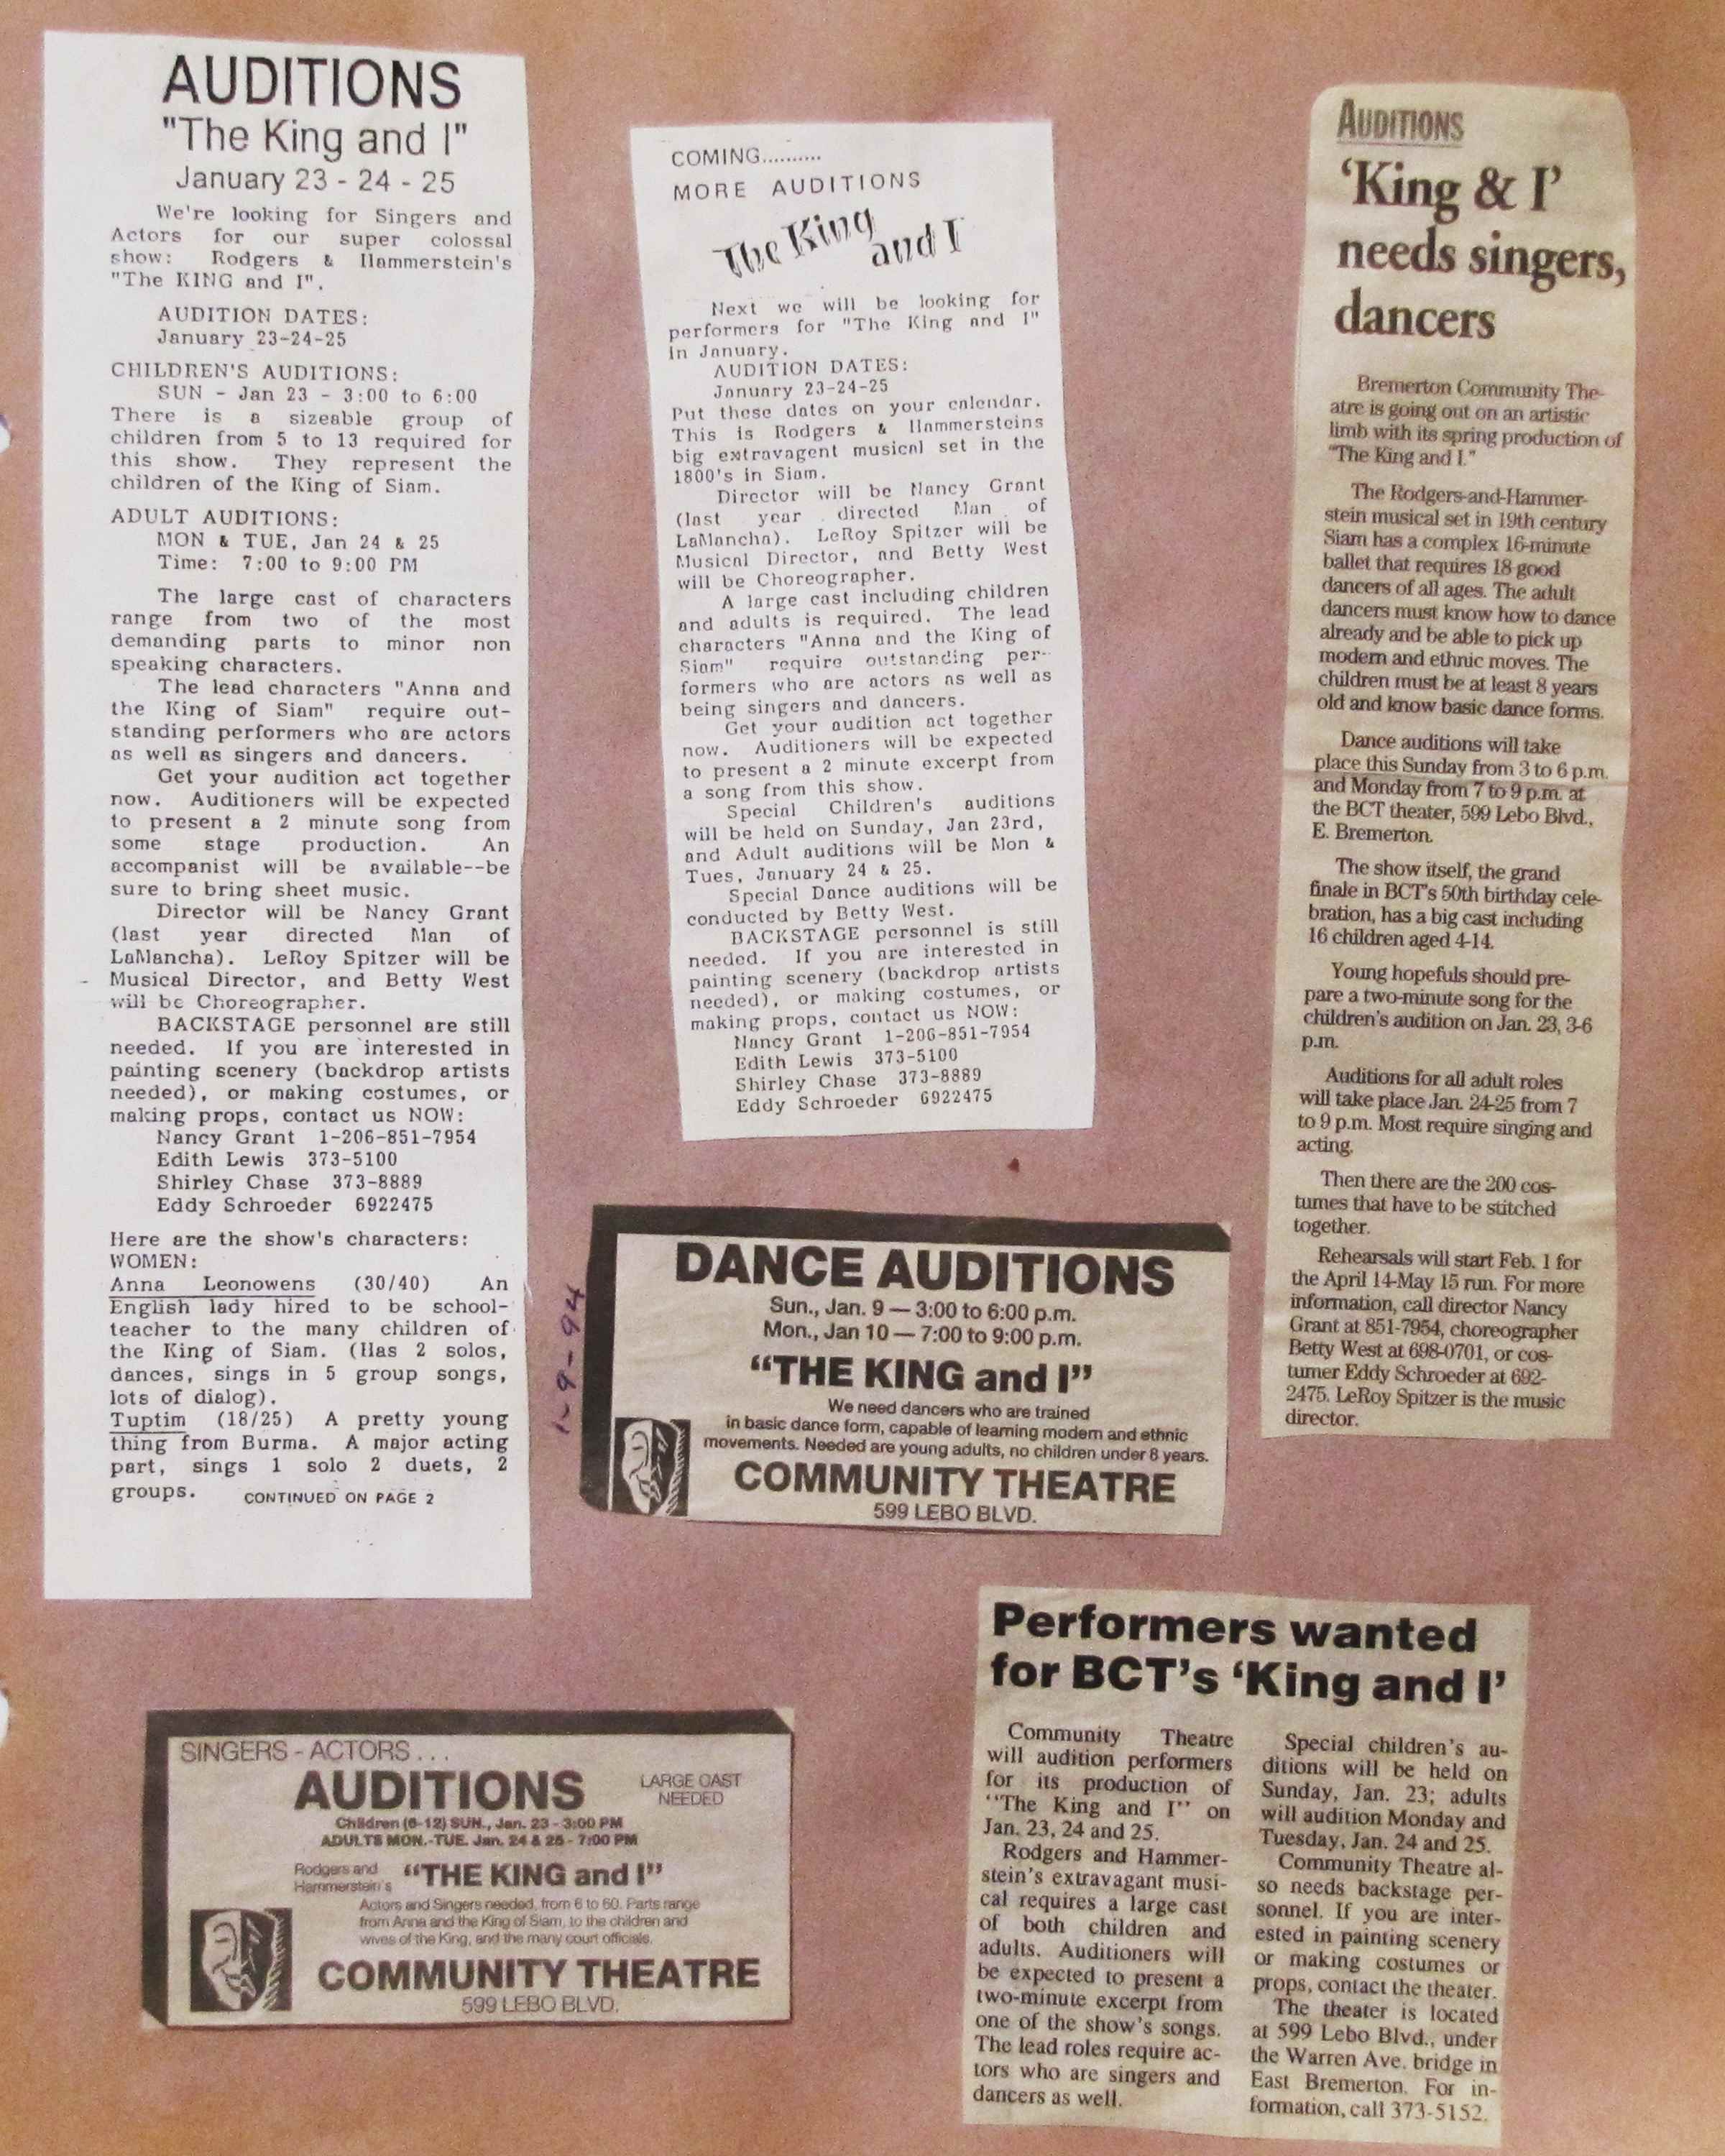 AUDITIONS
"The King and I"
January 23 - 24 - 25
We're looking for Singers and
Actors for our super colossal
show: Rodgers & Hammerstein's
"The KING and I".
AUDITION DATES:
January 23-24-25
CHILDREN'S AUDITIONS:
SUN - Jan 23 - 3:00 to 6:00
There is a sizeable group of
children from 5 to 13 required for
this show. They represent the
children of the King of Siam.
ADULT AUDITIONS:
MON & TUE, Jan 24 & 25
Time: 7:00 to 9:00 PM
The large cast of characters
range from two of the most
demanding parts to minor non
speaking characters.
The lead characters "Anna and
the King of Siam" require out-
standing performers who are actors
as well as singers and dancers.
Get your audition act together
now. Auditioners will be expected
to present a 2 minute song from
some stage production. An
accompanist will be available--be
sure to bring sheet music.
Director will be Nancy Grant
(last year directed Man of
LaMancha). LeRoy Spitzer will be
Musical Director, and Betty West
will be Choreographer.
BACKSTAGE personnel are still
needed. If you are interested in
painting scenery (backdrop artists
needed), or making costumes, or
making props, contact us NOW:
Nancy Grant 1-206-851-7954
Edith Lewis 373-5100
Shirley Chase 373-8889
Eddy Schroeder 6922475
Here are the show's characters:
WOMEN:
Anna Leonowens (30/40) An
English lady hired to be school-
teacher to the many children of
the King of Siam. (Has 2 solos,
dances, sings in 5 group songs,
lots of dialog).
Tuptim (18/25) A pretty young
thing from Burma. A major acting
part, sings 1 solo 2 duets, 2
groups. CONTINUED ON PAGE 2
COMING..........
MORE AUDITIONS
The King
and I
Next we will be looking for
performers for "The King and I"
in January.
AUDITION DATES:
January 23-24-25
Put these dates on your calendar.
This is Rodgers & Hammersteins
big extravagent musical set in the
1800's in Siam.
Director will be Nancy Grant
(last year directed Man of
LaMancha). LeRoy Spitzer will be
Musical Director, and Betty West
will be Choreographer.
A large cast including children
and adults is required. The lead
characters "Anna and the King of
Siam" require outstanding per-
formers who are actors as well as
being singers and dancers.
Get your audition act together
now. Auditioners will be expected
to present a 2 minute excerpt from
a song from this show.
Special Children's auditions
will be held on Sunday, Jan 23rd,
and Adult auditions will be Mon &
Tues, January 24 & 25.
Special Dance auditions will be
conducted by Betty West.
BACKSTAGE personnel is still
needed. If you are interested in
painting scenery (backdrop artists
needed), or making costumes, or
making props, contact us NOW:
Nancy Grant 1-206-851-7954
Edith Lewis 373-5100
Shirley Chase 373-8889
Eddy Schroeder 6922475
AUDITIONS
'King & I'
needs singers,
dancers
Bremerton Community The-
atre is going out on an artistic
limb with its spring production of
"The King and I."
The Rodgers-and-Hammer-
stein musical set in 19th century
Siam has a complex 16-minute
ballet that requires 18 good
dancers of all ages. The adult
dancers must know how to dance
already and be able to pick up
modern and ethnic moves. The
children must be at least 8 years
old and know basic dance forms.
Dance auditions will take
place this Sunday from 3 to 6 p.m.
and Monday from 7 to 9 p.m. at
the BCT theater, 599 Lebo Blvd.,
E. Bremerton.
The show itself, the grand
finale in BCT's 50th birthday cele-
bration, has a big cast including
16 children aged 4-14.
Young hopefuls should pre-
pare a two-minute song for the
children's audition on Jan. 23, 3-6
p.m.
Auditions for all adult roles
will take place Jan. 24-25 from 7
to 9 p.m. Most require singing and
acting.
Then there are the 200 cos-
tumes that have to be stitched
together.
Rehearsals will start Feb. 1 for
the April 14-May 15 run. For more
information, call director Nancy
Grant at 851-7954, choreographer
Betty West at 698-0701, or cos-
tumer Eddy Schroeder at 692-
2475. LeRoy Spitzer is the music
director.
1-9-94
DANCE AUDITIONS
Sun., Jan. 9 — 3:00 to 6:00 p.m.
Mon., Jan 10 — 7:00 to 9:00 p.m.
"THE KING and I"
We need dancers who are trained
in basic dance form, capable of learning modern and ethnic
movements. Needed are young adults, no children under 8 years.
COMMUNITY THEATRE
599 LEBO BLVD.
SINGERS - ACTORS . . .
AUDITIONS
LARGE CAST
NEEDED
Children (6-12) SUN., Jan. 23 - 3:00 PM
ADULTS MON.-TUE. Jan. 24 & 25 - 7:00 PM
Rodgers and
Hammerstein's "THE KING and I"
Actors and Singers needed, from 6 to 60. Parts range
from Anna and the King of Siam, to the children and
wives of the King, and the many court officials.
COMMUNITY THEATRE
599 LEBO BLVD.
Performers wanted
for BCT's 'King and I'
Community Theatre
will audition performers
for its production of
"The King and I" on
Jan. 23, 24 and 25.
Rodgers and Hammer-
stein's extravagant musi-
cal requires a large cast
of both children and
adults. Auditioners will
be expected to present a
two-minute excerpt from
one of the show's songs.
The lead roles require ac-
tors who are singers and
dancers as well.
Special children's au-
ditions will be held on
Sunday, Jan. 23; adults
will audition Monday and
Tuesday, Jan. 24 and 25.
Community Theatre al-
so needs backstage per-
sonnel. If you are inter-
ested in painting scenery
or making costumes or
props, contact the theater.
The theater is located
at 599 Lebo Blvd., under
the Warren Ave. bridge in
East Bremerton. For in-
formation, call 373-5152.